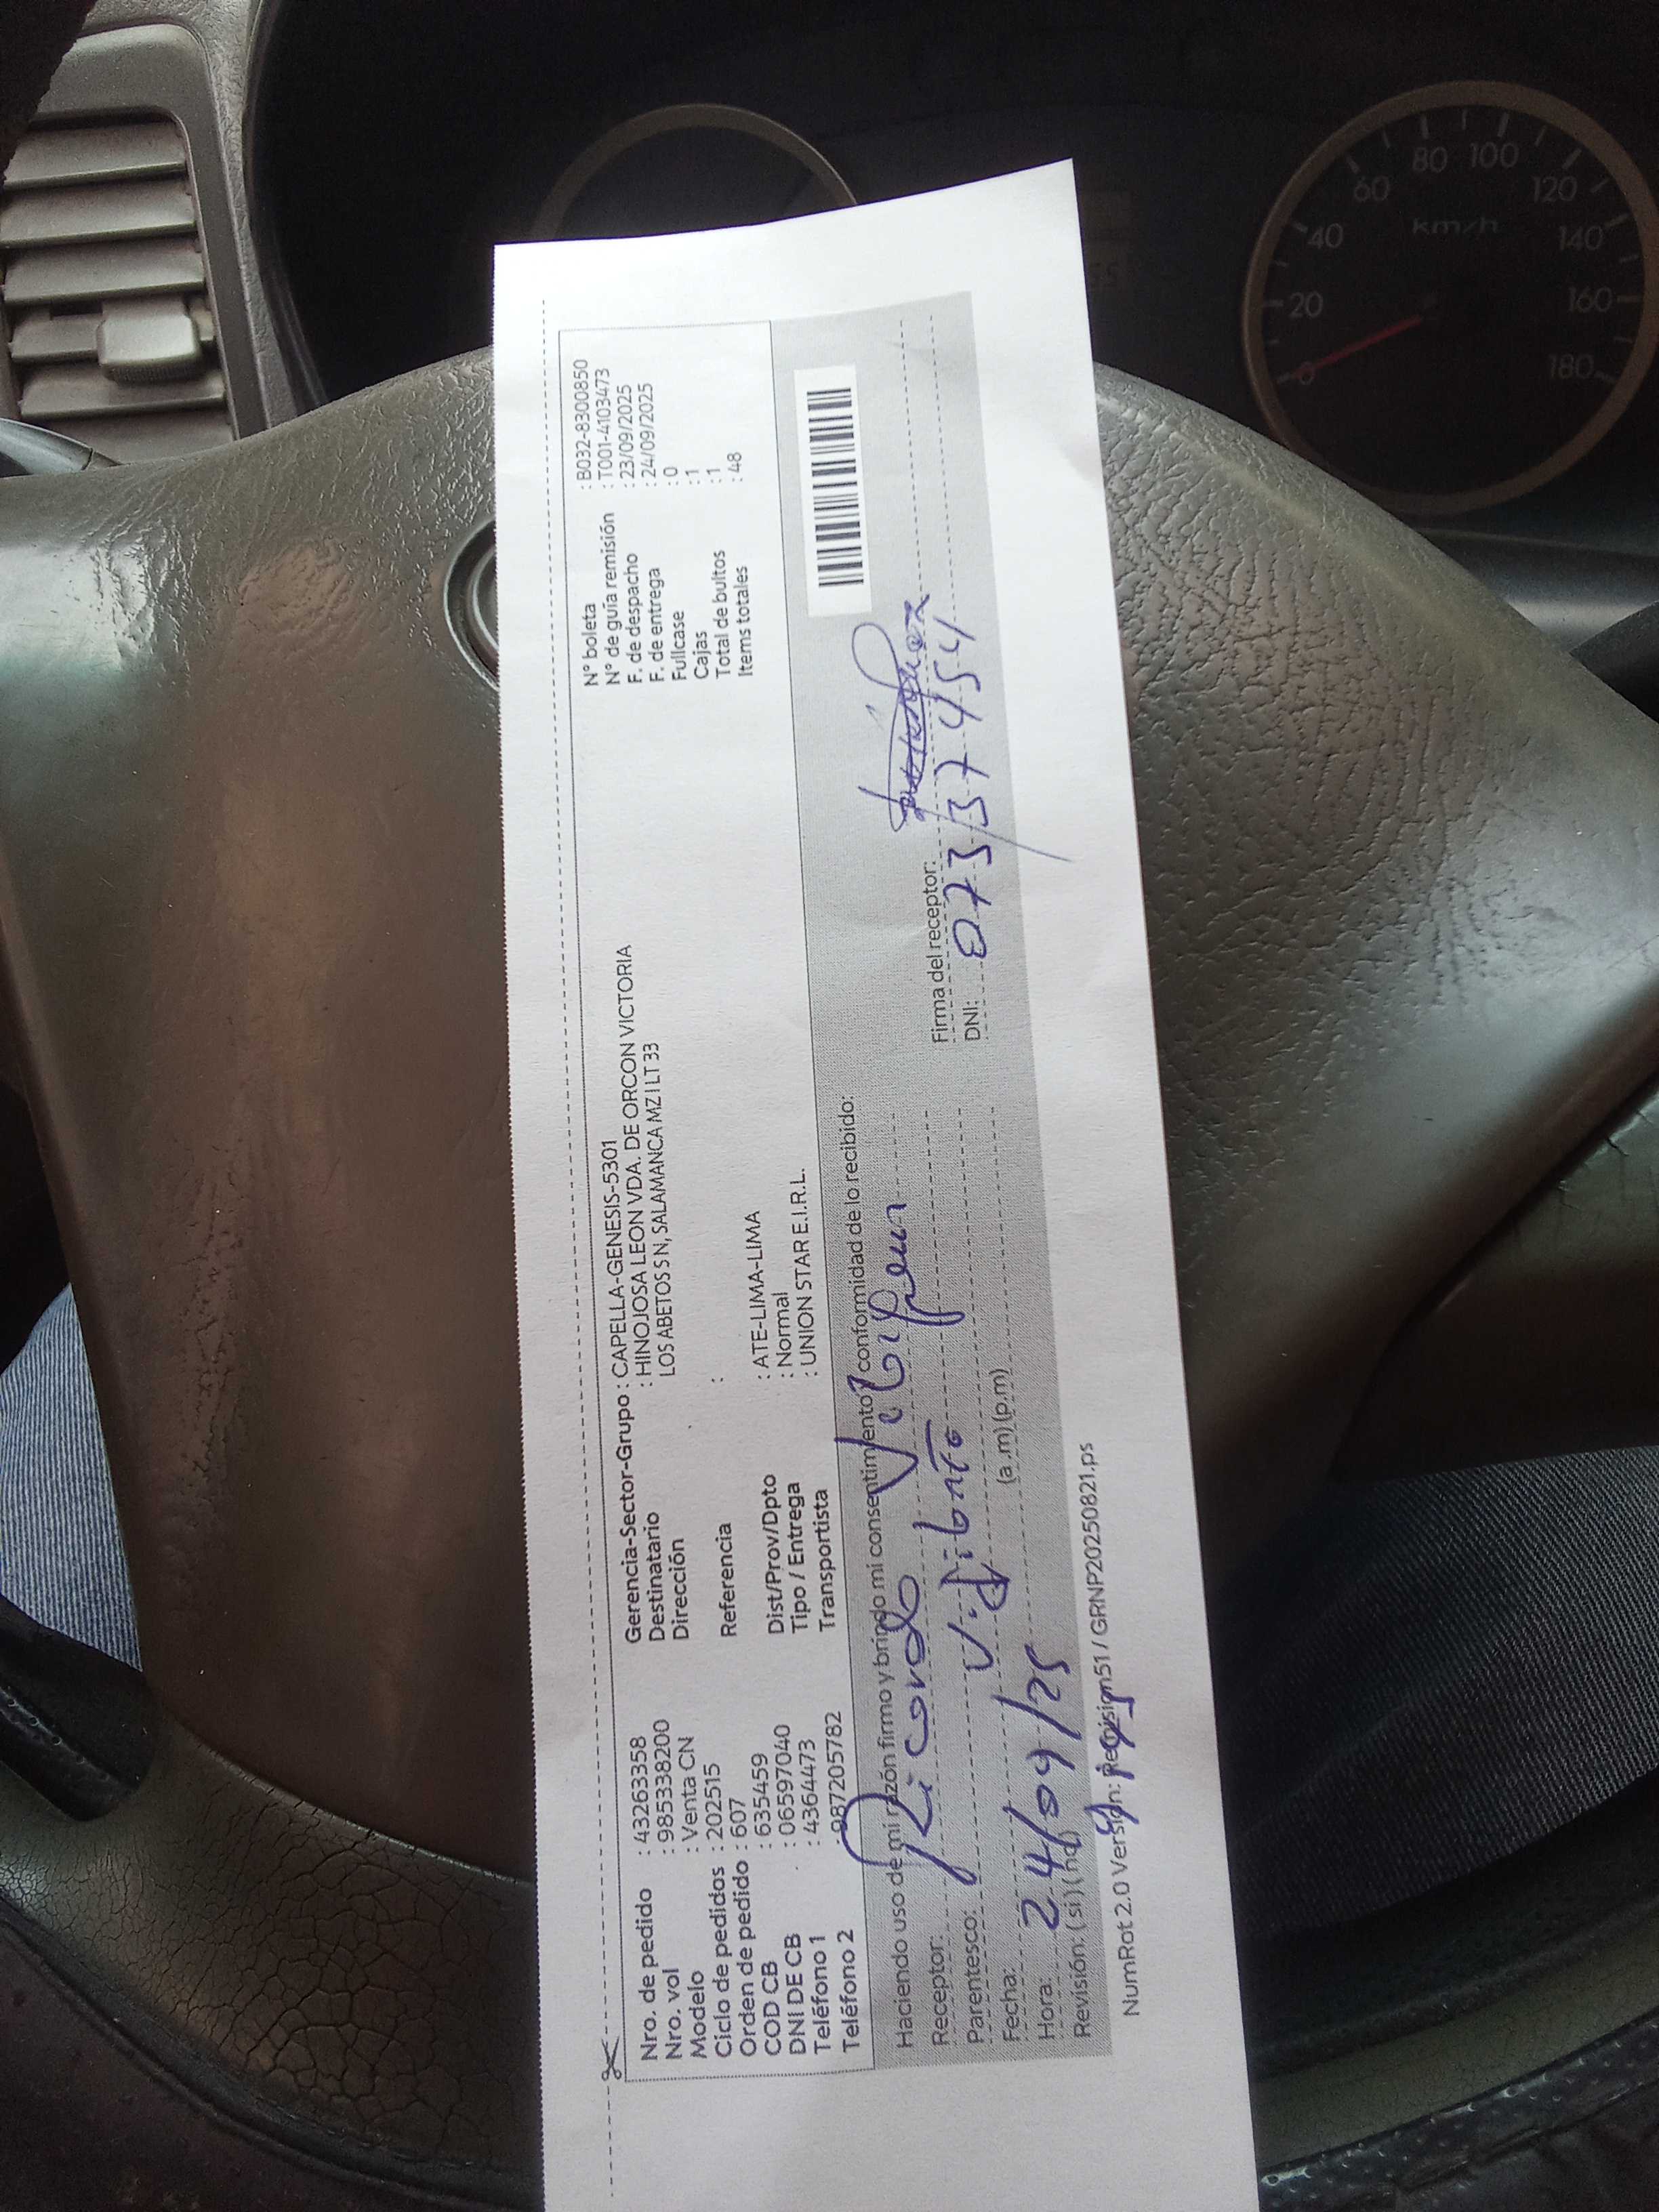 Nro. de pedido : 43263358
Nro. vol : 985338200
Modelo : Venta CN
Ciclo de pedidos : 202515
Orden de pedido : 607
COD CB : 635459
DNI DE CB : 06597040
Teléfono 1 : 4364473
Teléfono 2 : 987205782
Gerencia-Sector-Grupo : CAPELLA-GENESIS-5301
Destinatario : HINOJOSA LEON VDA. DE ORCON VICTORIA
Dirección LOS ABETOS S N, SALAMANCA MZ I LT 33
Referencia :
Dist/Prov/Dpto : ATE-LIMA-LIMA
Tipo / Entrega : Normal
Transportista : UNION STAR E.I.R.L.
N° boleta : B032-8300850
N° de guía remisión : T001-4103473
F. de despacho : 23/09/2025
F. de entrega : 24/09/2025
Fullcase : 0
Cajas : 1
Total de bultos : 1
Items totales : 48
Haciendo uso de mi razón firmo y brindo mi consentimiento y conformidad de lo recibido:
Receptor: Ricardo
Parentesco:
Fecha: 24/09/25
Hora: (a.m) (p.m)
Revisión: (si) (no)
Firma del receptor:
DNI: 07337454
NumRot 2.0 Versión: Revision51 / GRNP20250821.ps
0
20
40
60
80
100
120
140
160
180
km/h